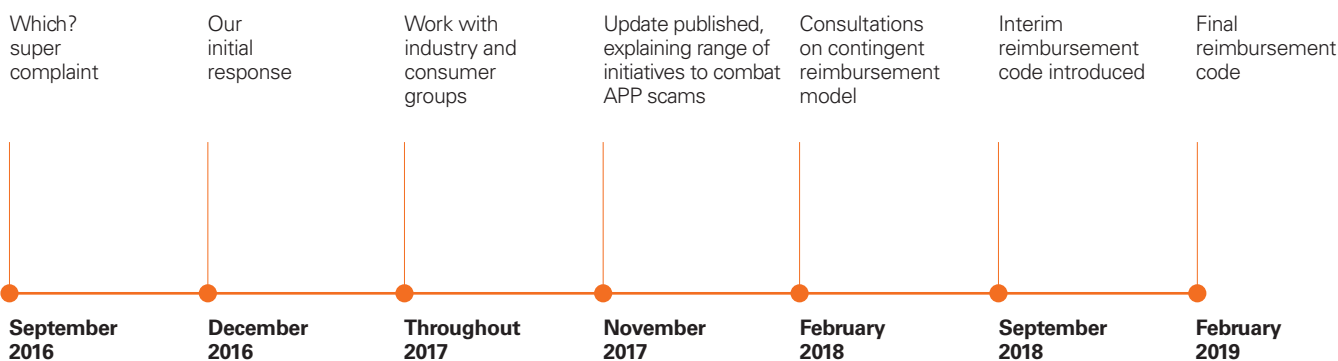 Which?
super
complaint
Our
initial
response
Work with
industry and
consumer
groups
Update published,
explaining range of
initiatives to combat
APP scams
Consultations
on contingent
reimbursement
model
Interim
reimbursement
code introduced
Final
reimbursement
code
September
2016
December
2016
Throughout
2017
November
2017
February
2018
September
2018
February
2019